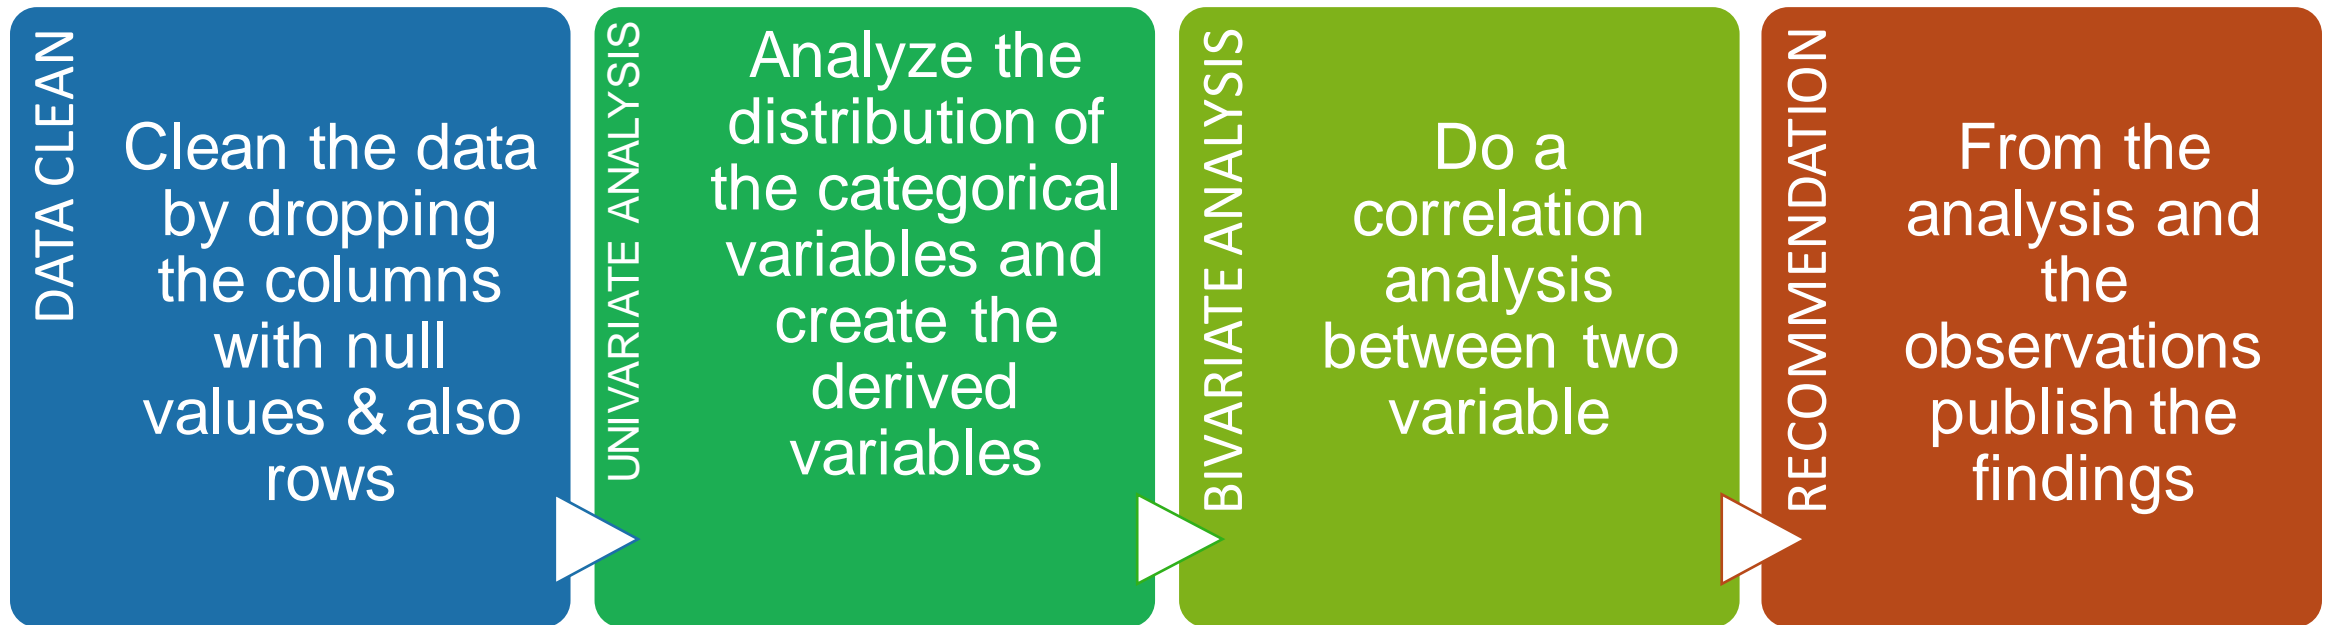 DATA CLEAN
Clean the data
by dropping
the columns
with null
values & also
rows
UNIVARIATE ANALYSIS
Analyze the
distribution of
the categorical
variables and
create the
derived
variables
BIVARIATE ANALYSIS
Do a
correlation
analysis
between two
variable
RECOMMENDATION
From the
analysis and
the
observations
publish the
findings